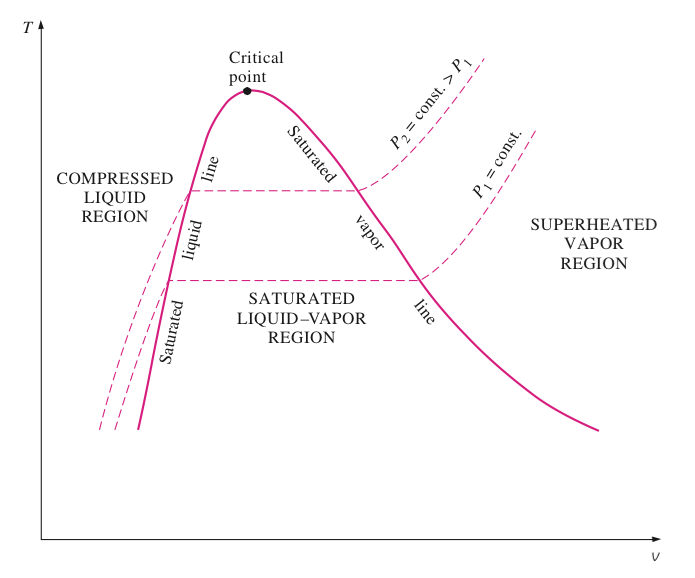 T
Critical
point
P₂ = const. > P₁
P₁ = const.
Saturated
vapor
line
line
liquid
Saturated
COMPRESSED
LIQUID
REGION
SUPERHEATED
VAPOR
REGION
SATURATED
LIQUID–VAPOR
REGION
v